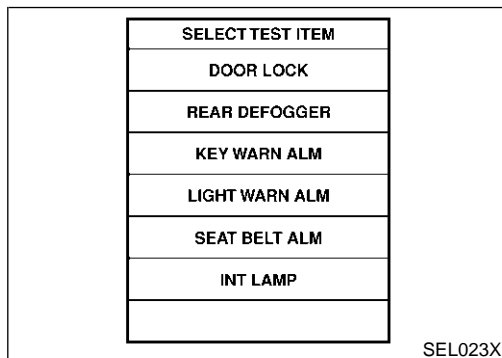 SELECT TEST ITEM
DOOR LOCK
REAR DEFOGGER
KEY WARN ALM
LIGHT WARN ALM
SEAT BELT ALM
INT LAMP
SEL023X